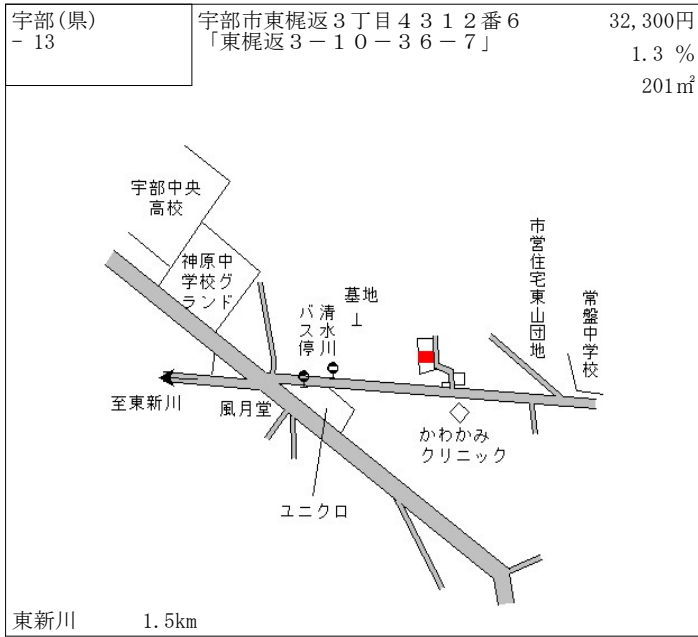 宇部(県)
- 13
宇部市東梶返３丁目４３１２番６
「東梶返３－１０－３６－７」
32,300円
1.3 %
201㎡
宇部中央
高校
神原中
学校グ
ランド
清水川
バス停
墓地
市営住宅東山団地
常盤中学校
至東新川
風月堂
かわかみ
クリニック
ユニクロ
東新川 1.5km